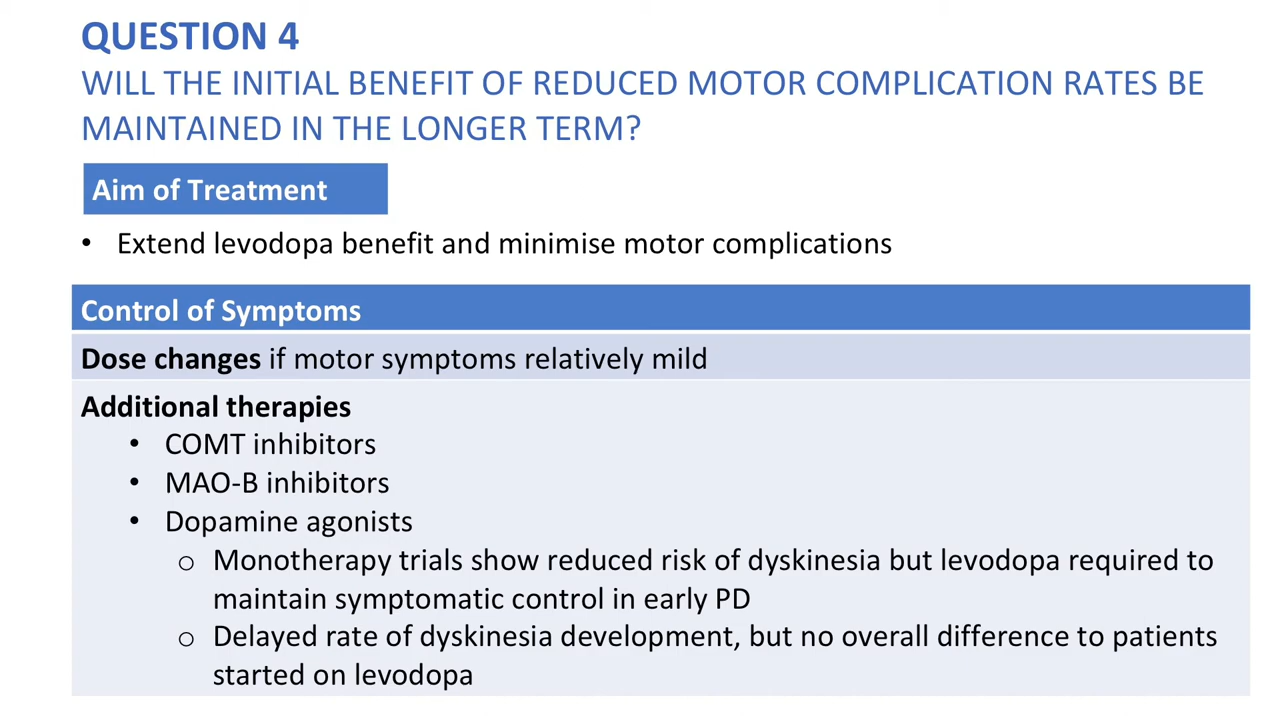 QUESTION 4
WILL THE INITIAL BENEFIT OF REDUCED MOTOR COMPLICATION RATES BE
MAINTAINED IN THE LONGER TERM?
Aim of Treatment
• Extend levodopa benefit and minimise motor complications
Control of Symptoms
Dose changes if motor symptoms relatively mild
Additional therapies
• COMT inhibitors
• MAO-B inhibitors
• Dopamine agonists
o Monotherapy trials show reduced risk of dyskinesia but levodopa required to
maintain symptomatic control in early PD
o Delayed rate of dyskinesia development, but no overall difference to patients
started on levodopa